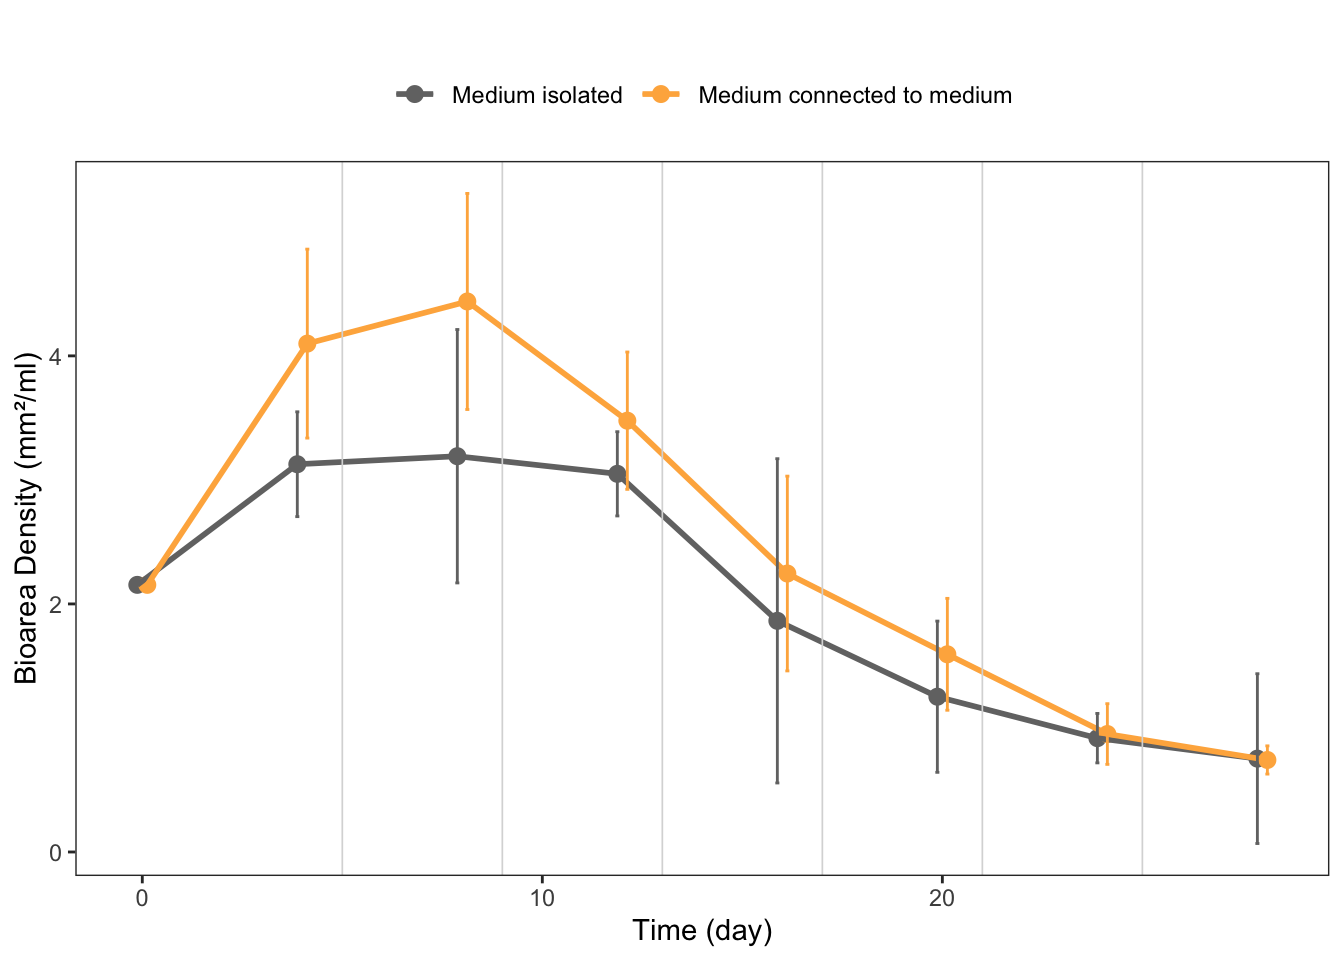 Medium isolated Medium connected to medium
Bioarea Density (mm²/ml)
4
2
0
0 10 20
Time (day)